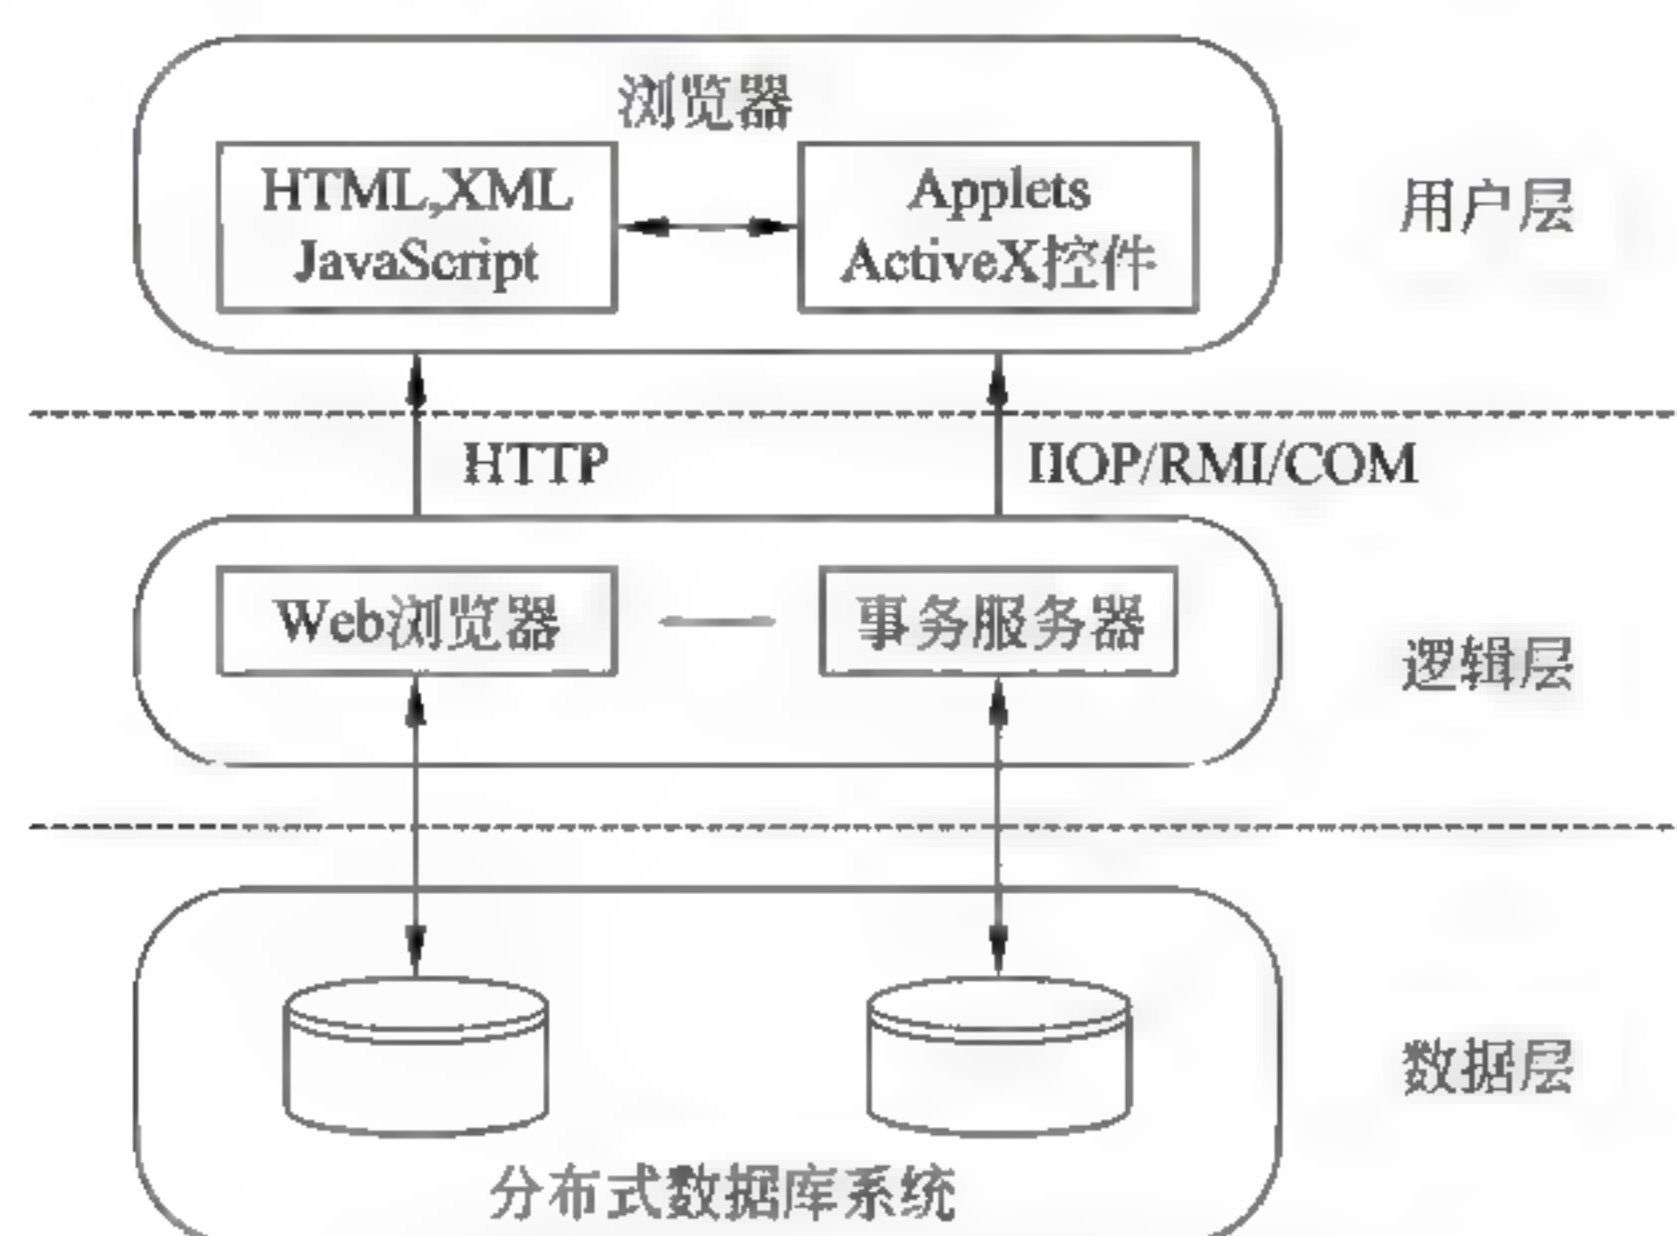 浏览器
HTML,XML
JavaScript
Applets
ActiveX控件
用户层
HTTP
IIOP/RMI/COM
Web浏览器
事务服务器
逻辑层
数据层
分布式数据库系统